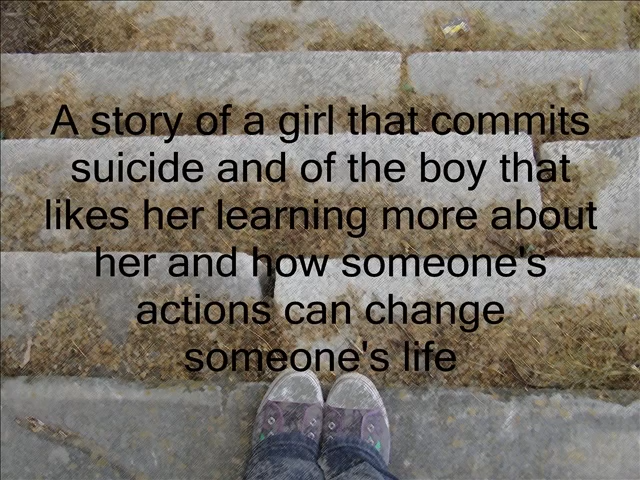 A story of a girl that commits
suicide and of the boy that
likes her learning more about
her and how someone's
actions can change
someone's life